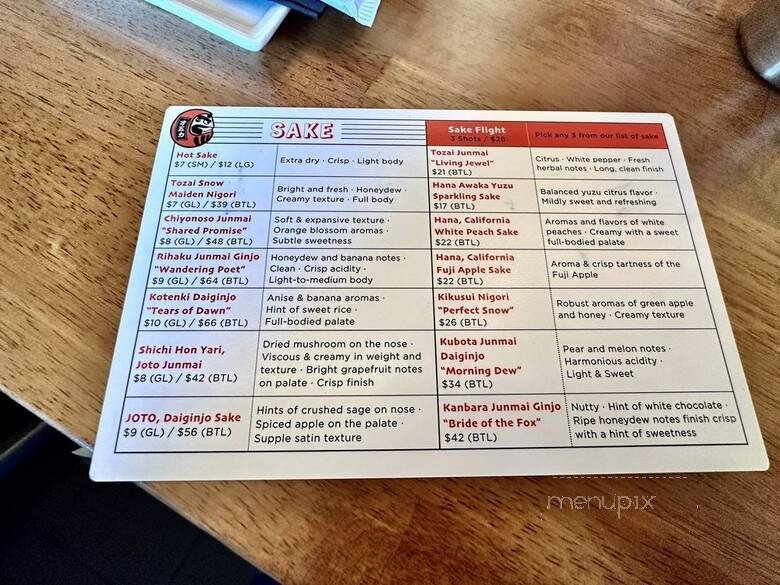 SAKE
Hot Sake
$7 (SM) / $12 (LG)
Extra dry · Crisp · Light body
Tozai Snow
Maiden Nigori
$7 (GL) / $39 (BTL)
Bright and fresh · Honeydew ·
Creamy texture · Full body
Chiyonoso Junmai
"Shared Promise"
$8 (GL) / $48 (BTL)
Soft & expansive texture ·
Orange blossom aromas ·
Subtle sweetness
Rihaku Junmai Ginjo
"Wandering Poet"
$9 (GL) / $64 (BTL)
Honeydew and banana notes ·
Clean · Crisp acidity ·
Light-to-medium body
Kotenki Daiginjo
"Tears of Dawn"
$10 (GL) / $66 (BTL)
Anise & banana aromas ·
Hint of sweet rice ·
Full-bodied palate
Shichi Hon Yari,
Joto Junmai
$8 (GL) / $42 (BTL)
Dried mushroom on the nose ·
Viscous & creamy in weight and
texture · Bright grapefruit notes
on palate · Crisp finish
JOTO, Daiginjo Sake
$9 (GL) / $56 (BTL)
Hints of crushed sage on nose ·
Spiced apple on the palate ·
Supple satin texture
Sake Flight
3 Shots / $26
Pick any 3 from our list of sake
Tozai Junmai
"Living Jewel"
$21 (BTL)
Citrus · White pepper · Fresh
herbal notes · Long, clean finish
Hana Awaka Yuzu
Sparkling Sake
$17 (BTL)
Balanced yuzu citrus flavor ·
Mildly sweet and refreshing
Hana, California
White Peach Sake
$22 (BTL)
Aromas and flavors of white
peaches · Creamy with a sweet
full-bodied palate
Hana, California
Fuji Apple Sake
$22 (BTL)
Aroma & crisp tartness of the
Fuji Apple
Kikusui Nigori
"Perfect Snow"
$26 (BTL)
Robust aromas of green apple
and honey · Creamy texture
Kubota Junmai
Daiginjo
"Morning Dew"
$34 (BTL)
Pear and melon notes ·
Harmonious acidity ·
Light & Sweet
Kanbara Junmai Ginjo
"Bride of the Fox"
$42 (BTL)
Nutty · Hint of white chocolate ·
Ripe honeydew notes finish crisp
with a hint of sweetness
menupix